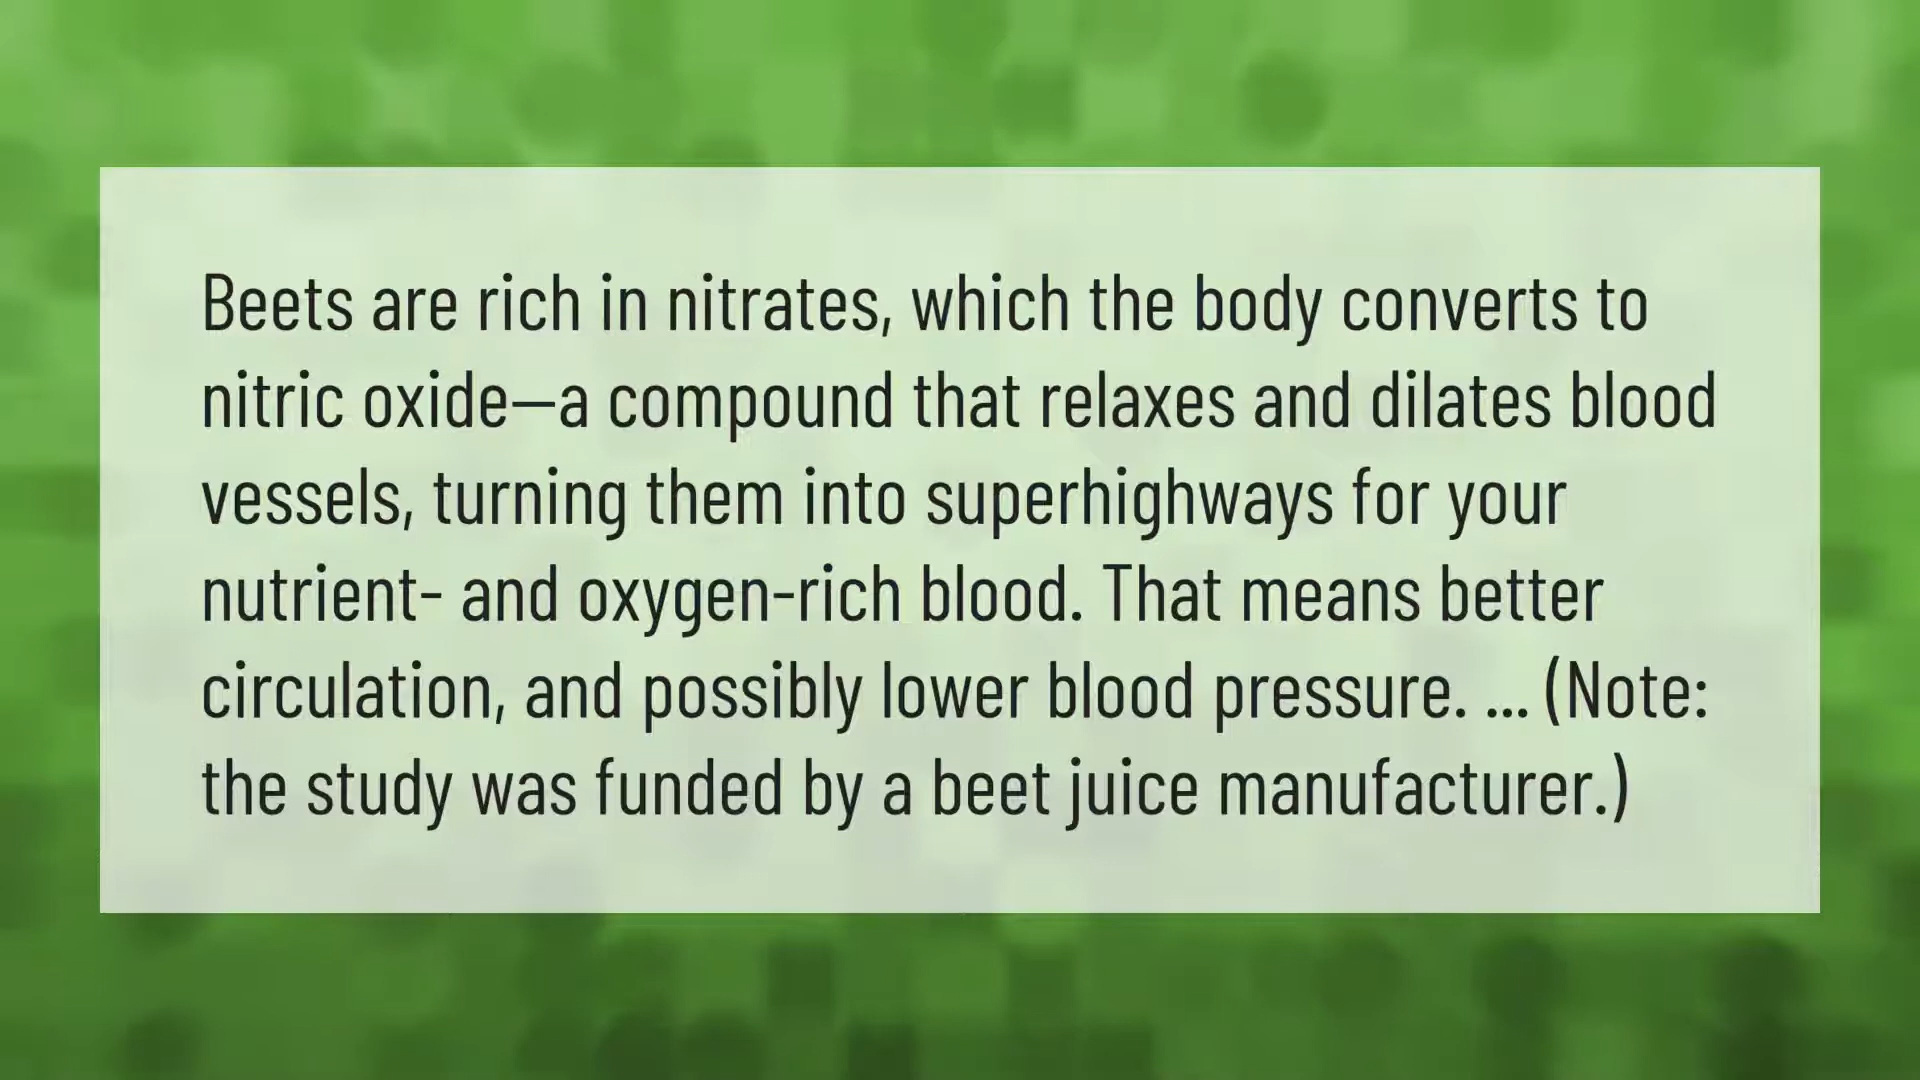 Beets are rich in nitrates, which the body converts to
nitric oxide—a compound that relaxes and dilates blood
vessels, turning them into superhighways for your
nutrient- and oxygen-rich blood. That means better
circulation, and possibly lower blood pressure. ... (Note:
the study was funded by a beet juice manufacturer.)